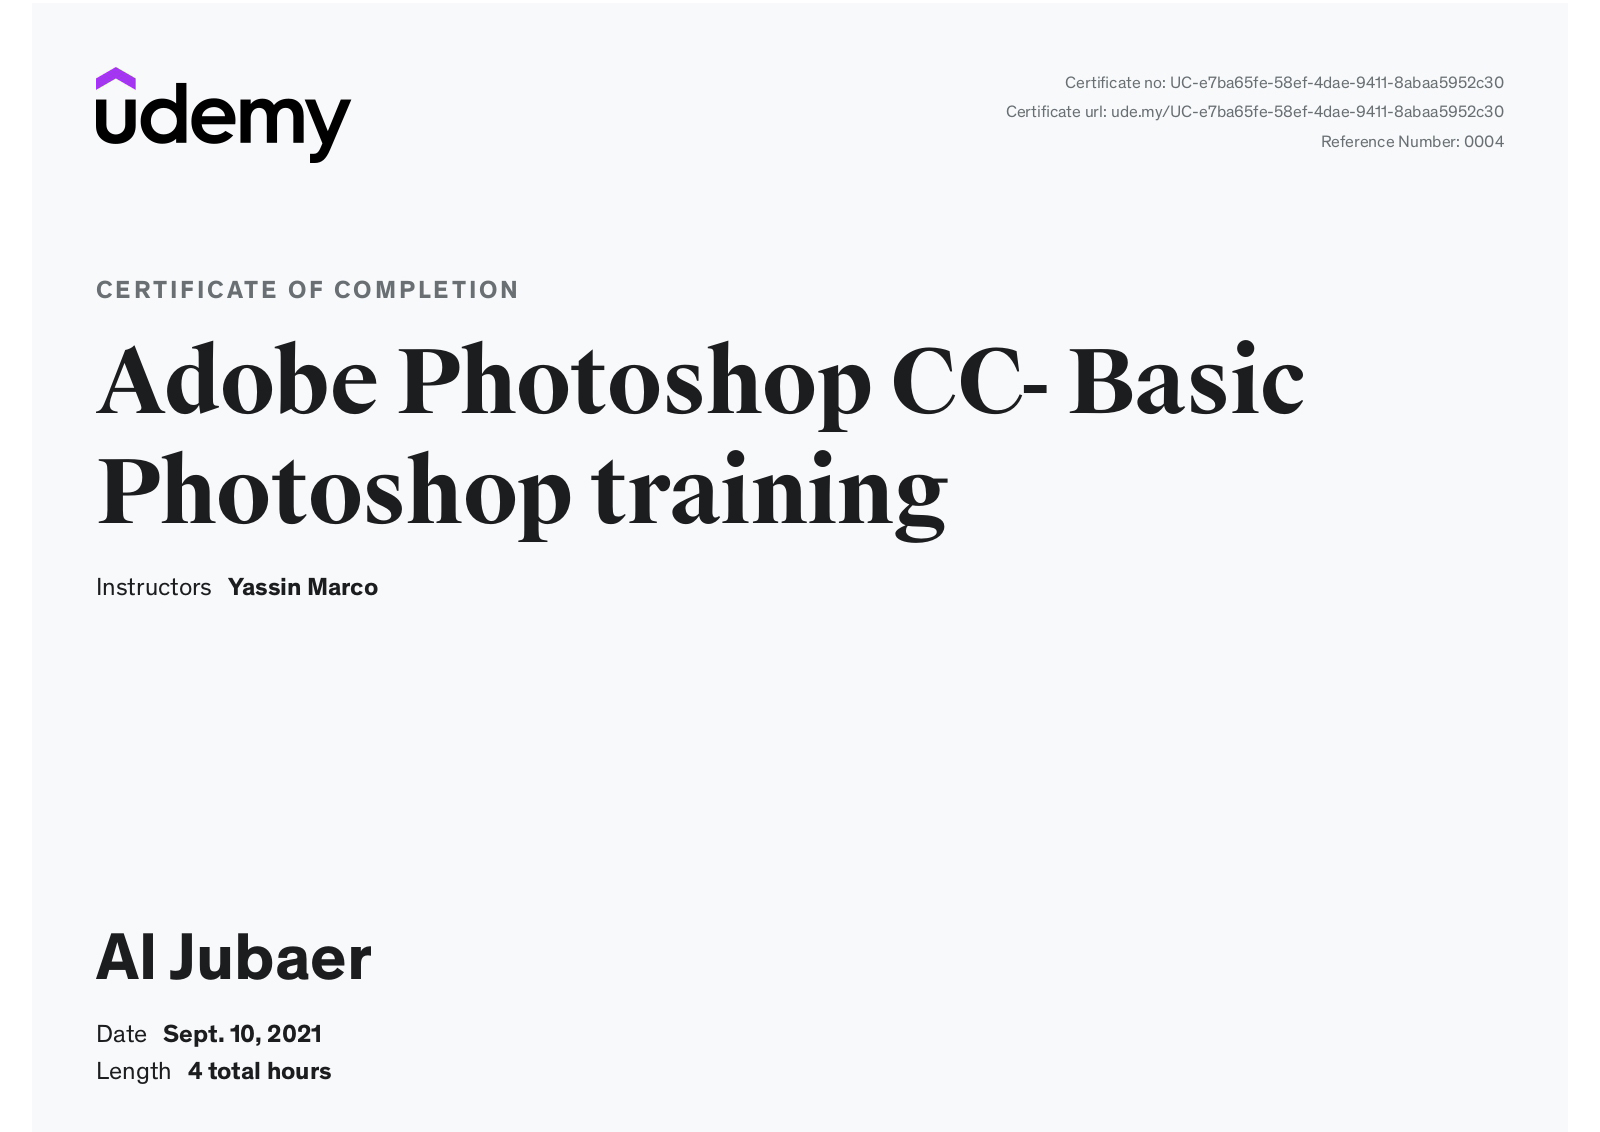 udemy
Certificate no: UC-e7ba65fe-58ef-4dae-9411-8abaa5952c30
Certificate url: ude.my/UC-e7ba65fe-58ef-4dae-9411-8abaa5952c30
Reference Number: 0004
CERTIFICATE OF COMPLETION
Adobe Photoshop CC- Basic
Photoshop training
Instructors Yassin Marco
Al Jubaer
Date Sept. 10, 2021
Length 4 total hours